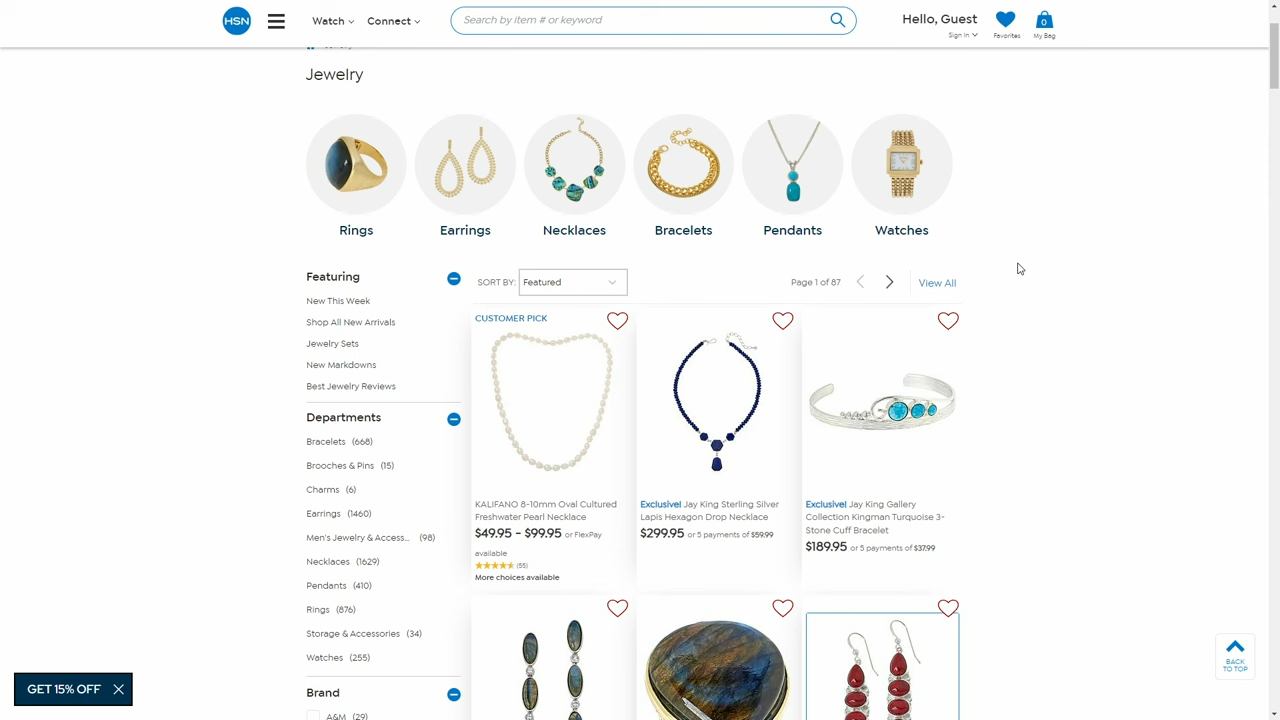 HSN
Watch
Connect
Search by item # or keyword
Hello, Guest
Sign In
Favorites
0
My Bag
Jewelry
Rings
Earrings
Necklaces
Bracelets
Pendants
Watches
Featuring
New This Week
Shop All New Arrivals
Jewelry Sets
New Markdowns
Best Jewelry Reviews
Departments
Bracelets (668)
Brooches & Pins (15)
Charms (6)
Earrings (1460)
Men's Jewelry & Access... (98)
Necklaces (1629)
Pendants (410)
Rings (876)
Storage & Accessories (34)
Watches (255)
Brand
A&M (29)
SORT BY: Featured
Page 1 of 87
View All
CUSTOMER PICK
KALIFANO 8-10mm Oval Cultured
Freshwater Pearl Necklace
$49.95 - $99.95 or FlexPay
available
(55)
More choices available
Exclusive! Jay King Sterling Silver
Lapis Hexagon Drop Necklace
$299.95 or 5 payments of $59.99
Exclusive! Jay King Gallery
Collection Kingman Turquoise 3-
Stone Cuff Bracelet
$189.95 or 5 payments of $37.99
GET 15% OFF
BACK
TO TOP